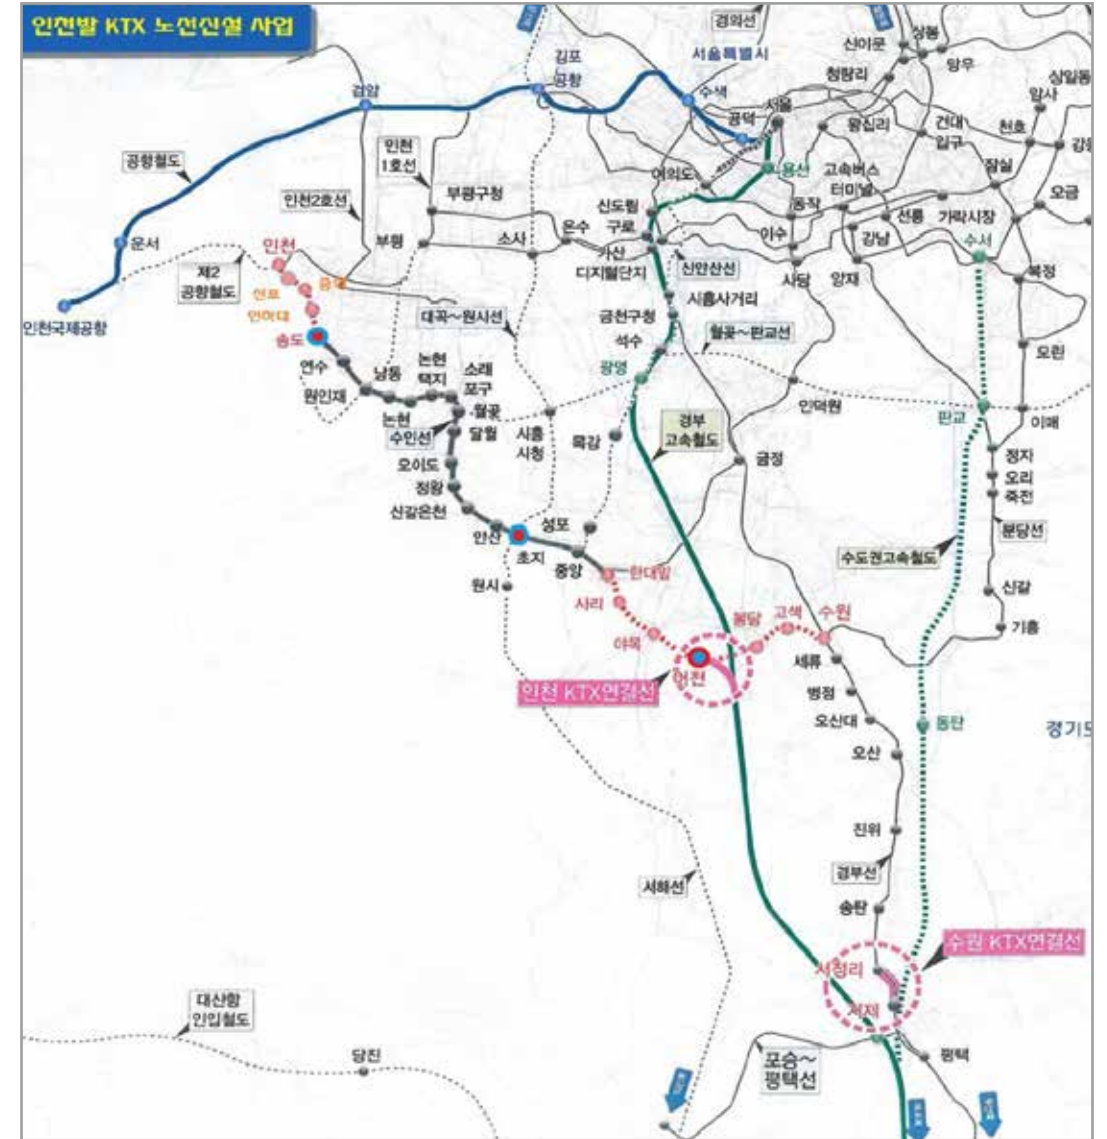 인천발 KTX 노선신설 사업
경의선
서울특별시
신이문
상봉
망우
청량리
상일동
암사
김포
공항
수색
검암
서울
공덕
왕십리
건대
입구
천호
인천
1호선
공항철도
여의도
용산
고속버스
터미널
잠실
오금
인천2호선
부평구청
신도림
동작
선릉
가락시장
운서
인천
부평
소사
온수
구로
가산
디지털단지
이수
강남
수서
제2
공항철도
신안산선
사당
양재
복정
인하대
송도
인천국제공항
대곡~원시선
시흥사거리
금천구청
석수
월곶~판교선
모란
연수
논현
택지
소래
포구
광명
원인재
남동
논현
월곶
인덕원
판교
이매
수인선
달월
시흥
시청
목감
경부
고속철도
금정
정자
오이도
오리
정왕
죽전
신길온천
성포
분당선
안산
초지
중앙
수도권고속철도
원시
한대앞
신갈
사리
봉담
고색
수원
기흥
야목
세류
어천
인천 KTX연결선
병점
오산대
동탄
오산
진위
경부선
서해선
송탄
수원 KTX연결선
서정리
지제
대산항
인입철도
당진
포승~
평택선
평택